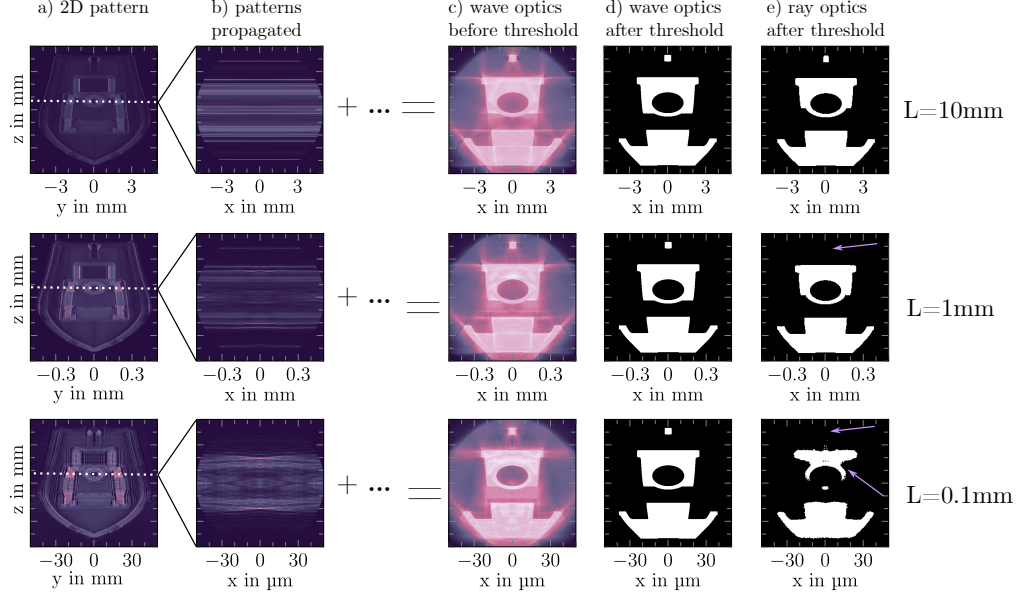 a) 2D pattern
b) patterns
propagated
c) wave optics
before threshold
d) wave optics
after threshold
e) ray optics
after threshold
z in mm
+ ... =
L=10mm
−3 0 3
y in mm
−3 0 3
x in mm
−3 0 3
x in mm
−3 0 3
x in mm
−3 0 3
x in mm
z in mm
+ ... =
L=1mm
−0.3 0 0.3
y in mm
−0.3 0 0.3
x in mm
−0.3 0 0.3
x in mm
−0.3 0 0.3
x in mm
−0.3 0 0.3
x in mm
z in mm
+ ... =
L=0.1mm
−30 0 30
y in mm
−30 0 30
x in µm
−30 0 30
x in µm
−30 0 30
x in µm
−30 0 30
x in µm